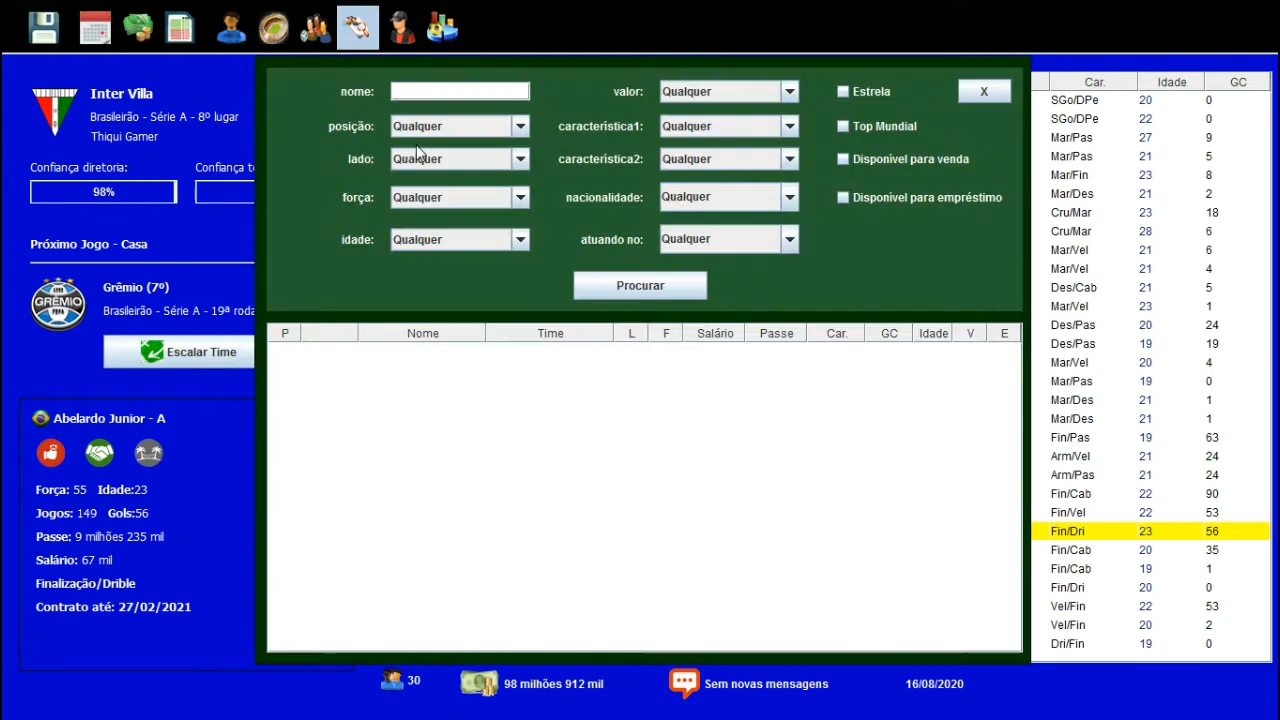 Inter Villa
Brasileirão - Série A - 8º lugar
Thiqui Gamer
Confiança diretoria:
Confiança to
98%
Próximo Jogo - Casa
GRÊMIO
FBPA
Grêmio (7º)
Brasileirão - Série A - 19ª roda
Escalar Time
Abelardo Junior - A
Força: 55 Idade:23
Jogos: 149 Gols:56
Passe: 9 milhões 235 mil
Salário: 67 mil
Finalização/Drible
Contrato até: 27/02/2021
nome:
valor: Qualquer
Estrela
X
posição: Qualquer
característica1: Qualquer
Top Mundial
lado: Qualquer
característica2: Qualquer
Disponível para venda
força: Qualquer
nacionalidade: Qualquer
Disponível para empréstimo
idade: Qualquer
atuando no: Qualquer
Procurar
P Nome Time L F Salário Passe Car. GC Idade V E
Car. Idade GC
SGo/DPe 20 0
SGo/DPe 22 0
Mar/Pas 27 9
Mar/Pas 21 5
Mar/Fin 23 8
Mar/Des 21 2
Cru/Mar 23 18
Cru/Mar 28 6
Mar/Vel 21 6
Mar/Vel 21 4
Des/Cab 21 5
Mar/Vel 23 1
Des/Pas 20 24
Des/Pas 19 19
Mar/Vel 20 4
Mar/Pas 19 0
Mar/Des 21 1
Mar/Des 21 1
Fin/Pas 19 63
Arm/Vel 21 24
Arm/Pas 21 24
Fin/Cab 22 90
Fin/Vel 22 53
Fin/Dri 23 56
Fin/Cab 20 35
Fin/Cab 19 1
Fin/Dri 20 0
Vel/Fin 22 53
Vel/Fin 20 2
Dri/Fin 19 0
30
98 milhões 912 mil
Sem novas mensagens
16/08/2020